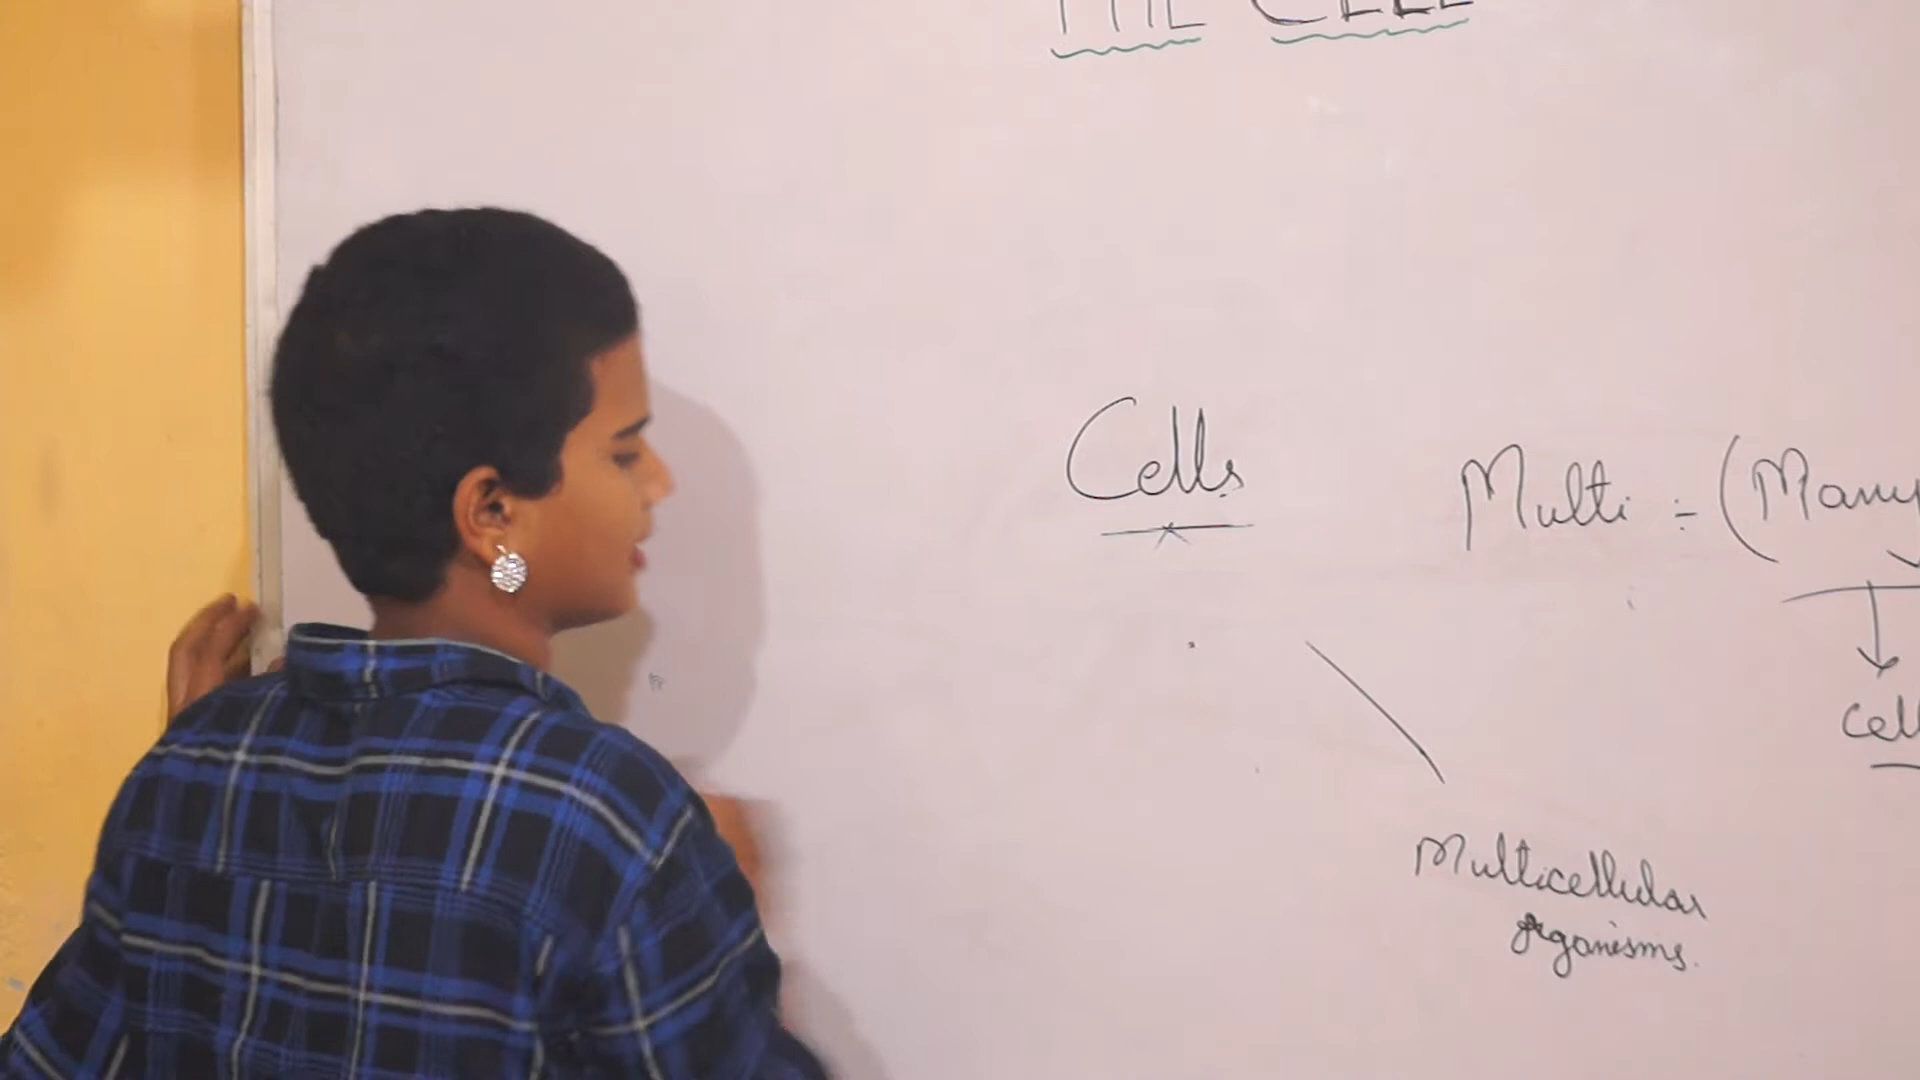 THE CELL
Cells
Multi :- (Many
cell
Multicellular
organisms.